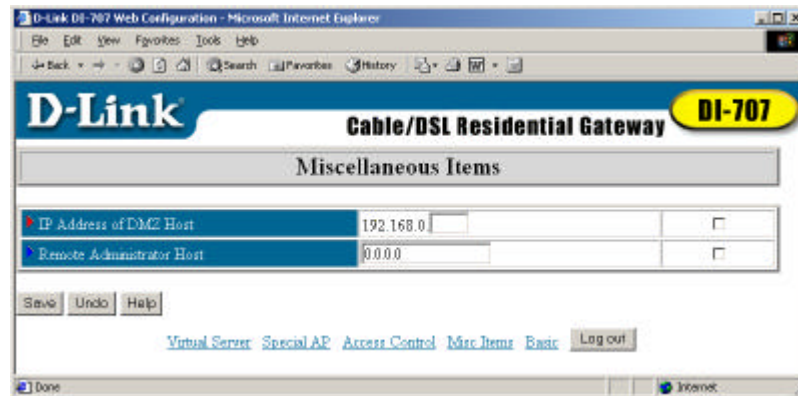 D-Link DI-707 Web Configuration - Microsoft Internet Explorer
File Edit View Favorites Tools Help
Back Search Favorites History
D-Link
Cable/DSL Residential Gateway
DI-707
Miscellaneous Items
IP Address of DMZ Host 192.168.0.
Remote Administrator Host 0.0.0.0
Save Undo Help
Virtual Server Special AP Access Control Misc Items Basic Log out
Done Internet